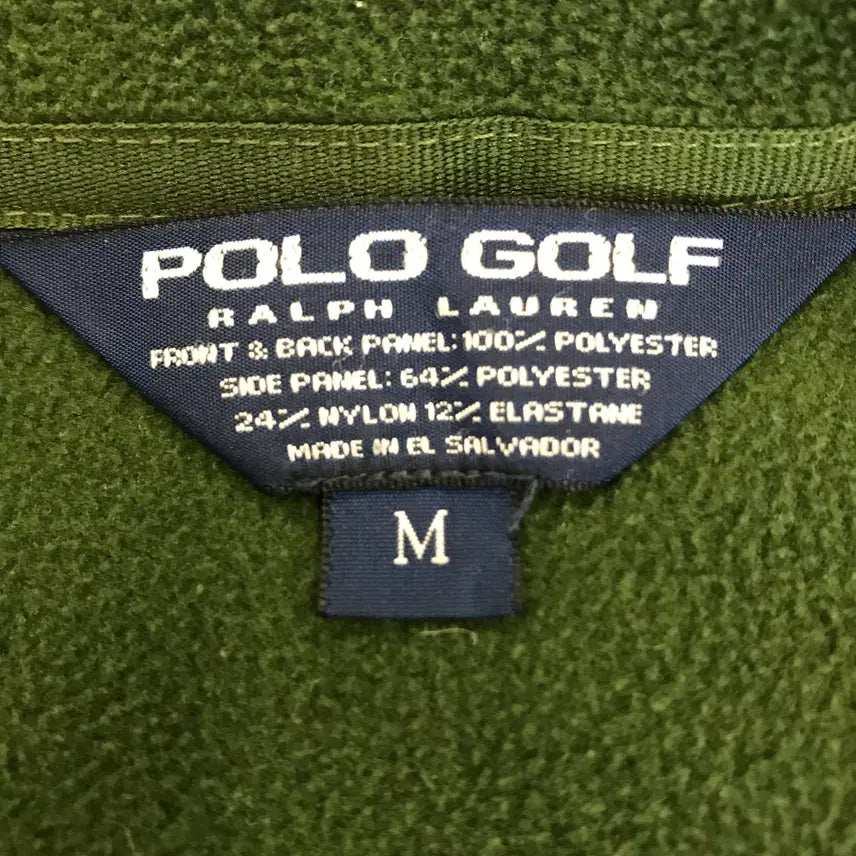 POLO GOLF
RALPH LAUREN
FRONT & BACK PANEL: 100% POLYESTER
SIDE PANEL: 64% POLYESTER
24% NYLON 12% ELASTANE
MADE IN EL SALVADOR
M